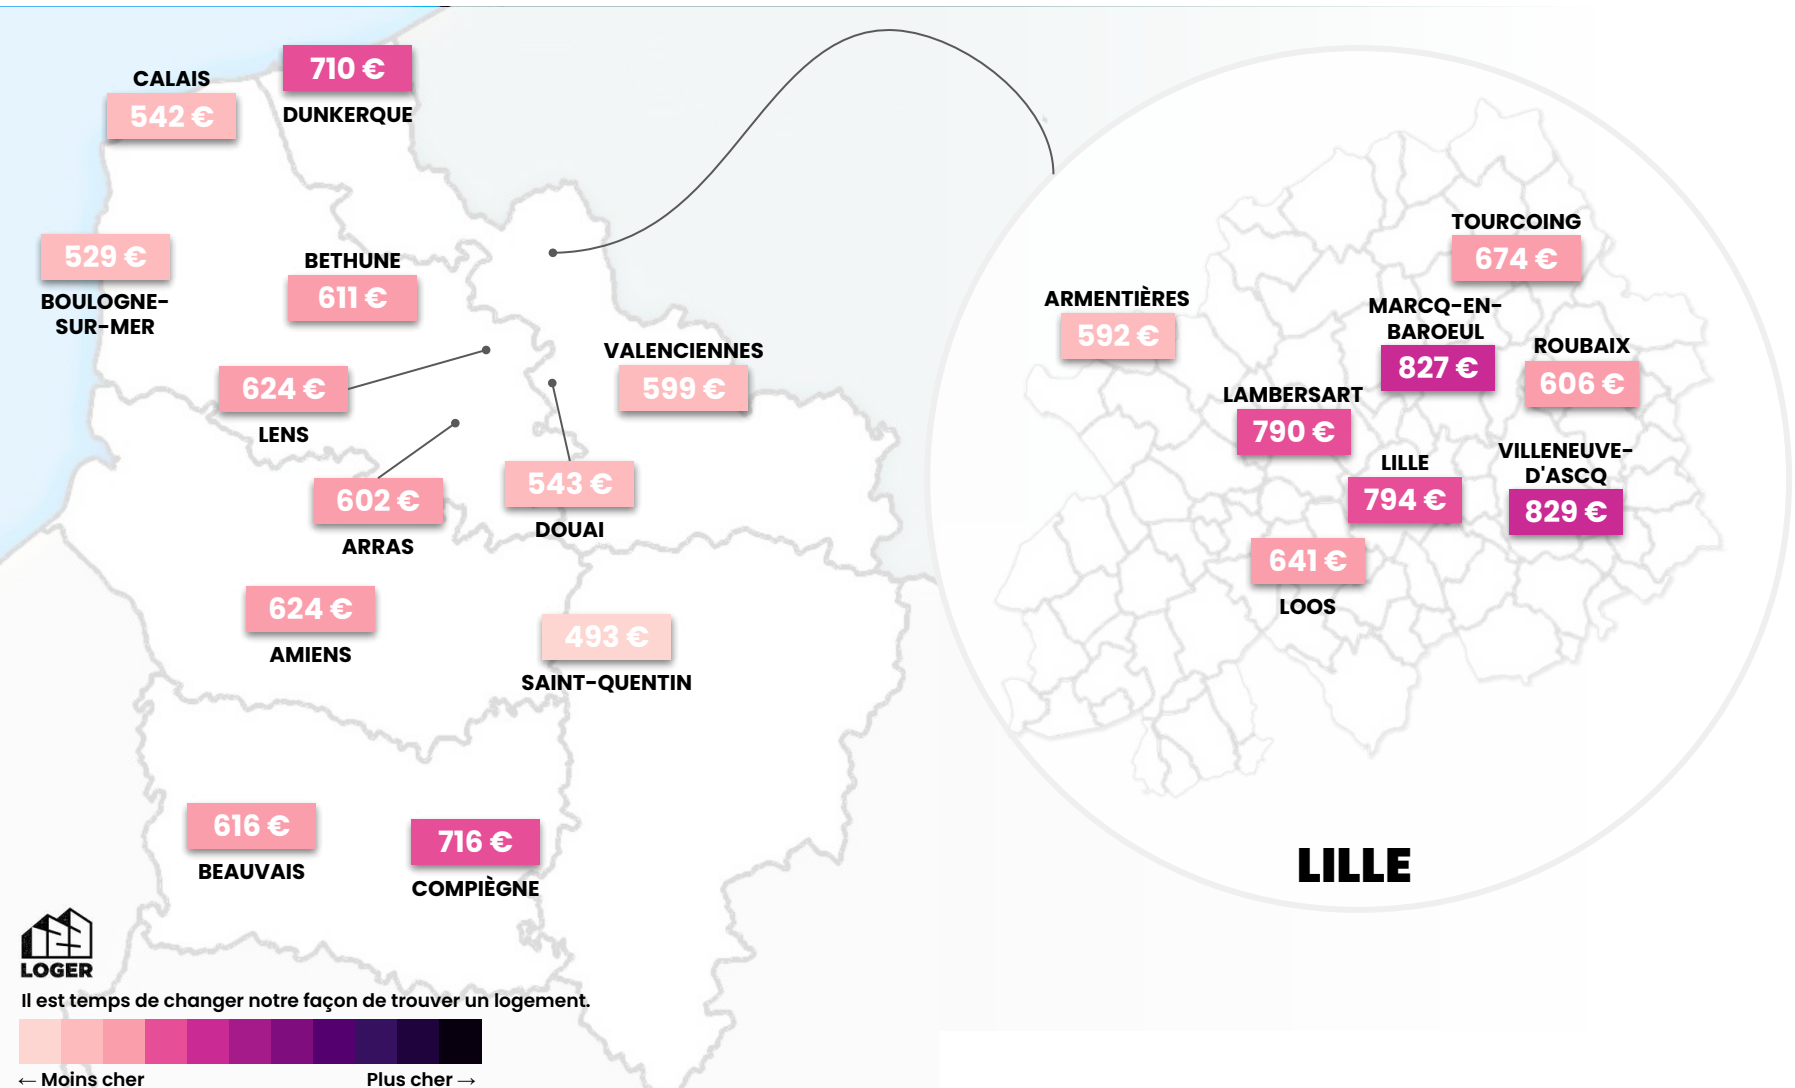 CALAIS
542 €
710 €
DUNKERQUE
529 €
BOULOGNE-
SUR-MER
BETHUNE
611 €
624 €
LENS
VALENCIENNES
599 €
602 €
ARRAS
543 €
DOUAI
624 €
AMIENS
493 €
SAINT-QUENTIN
616 €
BEAUVAIS
716 €
COMPIÈGNE
TOURCOING
674 €
ARMENTIÈRES
592 €
MARCQ-EN-
BAROEUL
827 €
ROUBAIX
606 €
LAMBERSART
790 €
LILLE
794 €
VILLENEUVE-
D'ASCQ
829 €
641 €
LOOS
LILLE
LOGER
Il est temps de changer notre façon de trouver un logement.
← Moins cher
Plus cher →